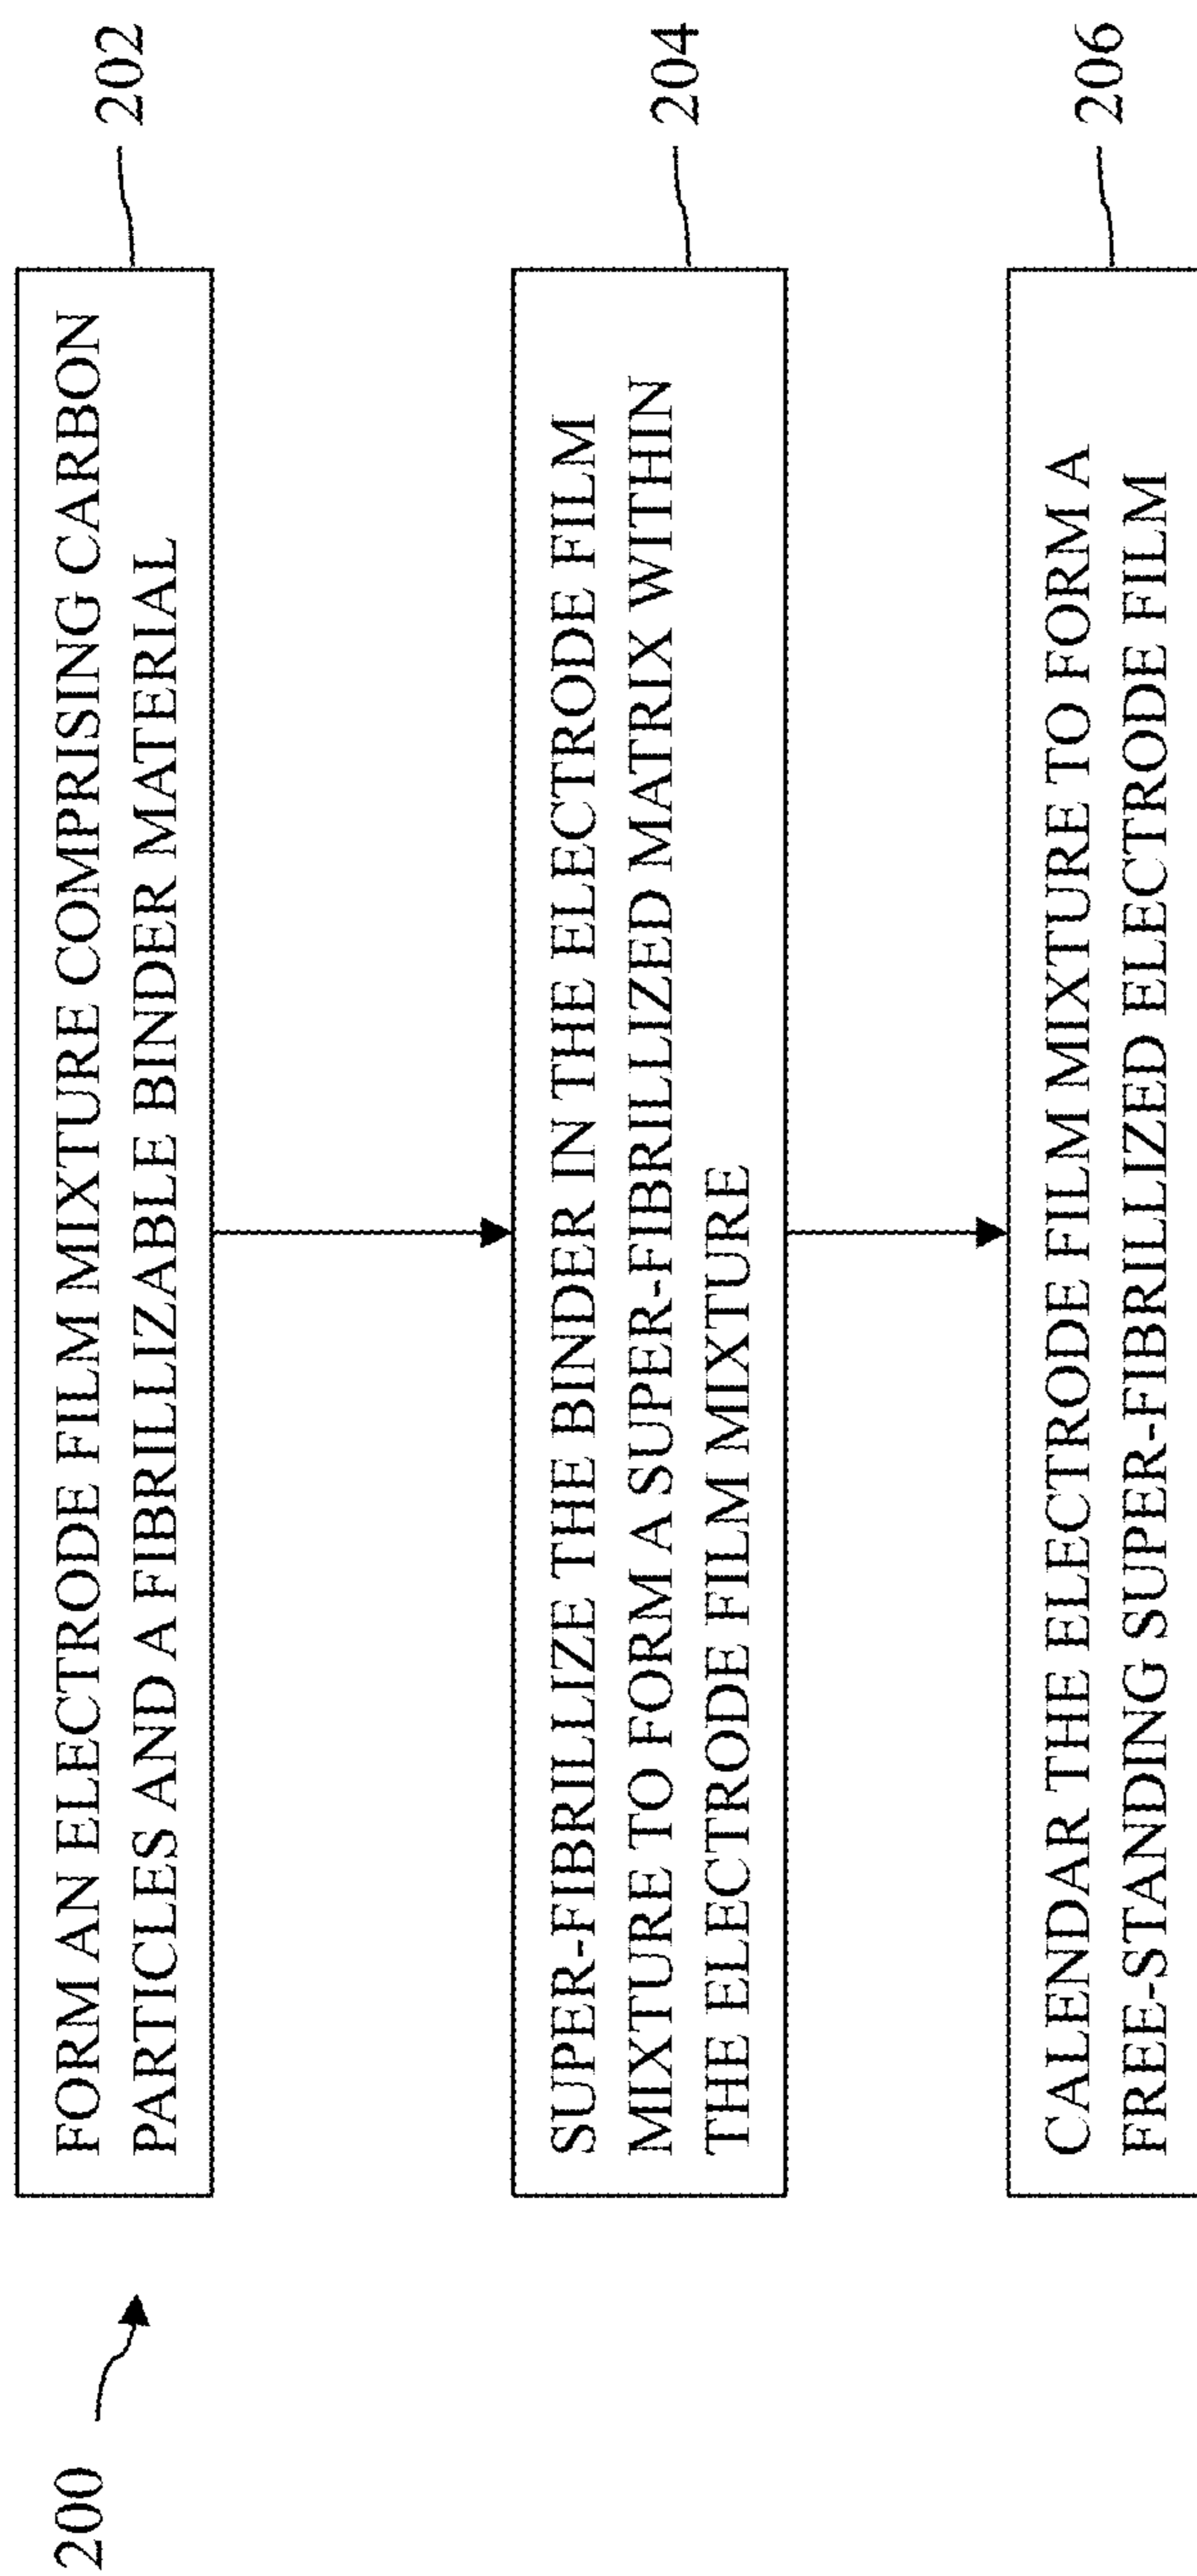 200
FORM AN ELECTRODE FILM MIXTURE COMPRISING CARBON
PARTICLES AND A FIBRILLIZABLE BINDER MATERIAL
202
SUPER-FIBRILLIZE THE BINDER IN THE ELECTRODE FILM
MIXTURE TO FORM A SUPER-FIBRILLIZED MATRIX WITHIN
THE ELECTRODE FILM MIXTURE
204
CALENDAR THE ELECTRODE FILM MIXTURE TO FORM A
FREE-STANDING SUPER-FIBRILLIZED ELECTRODE FILM
206